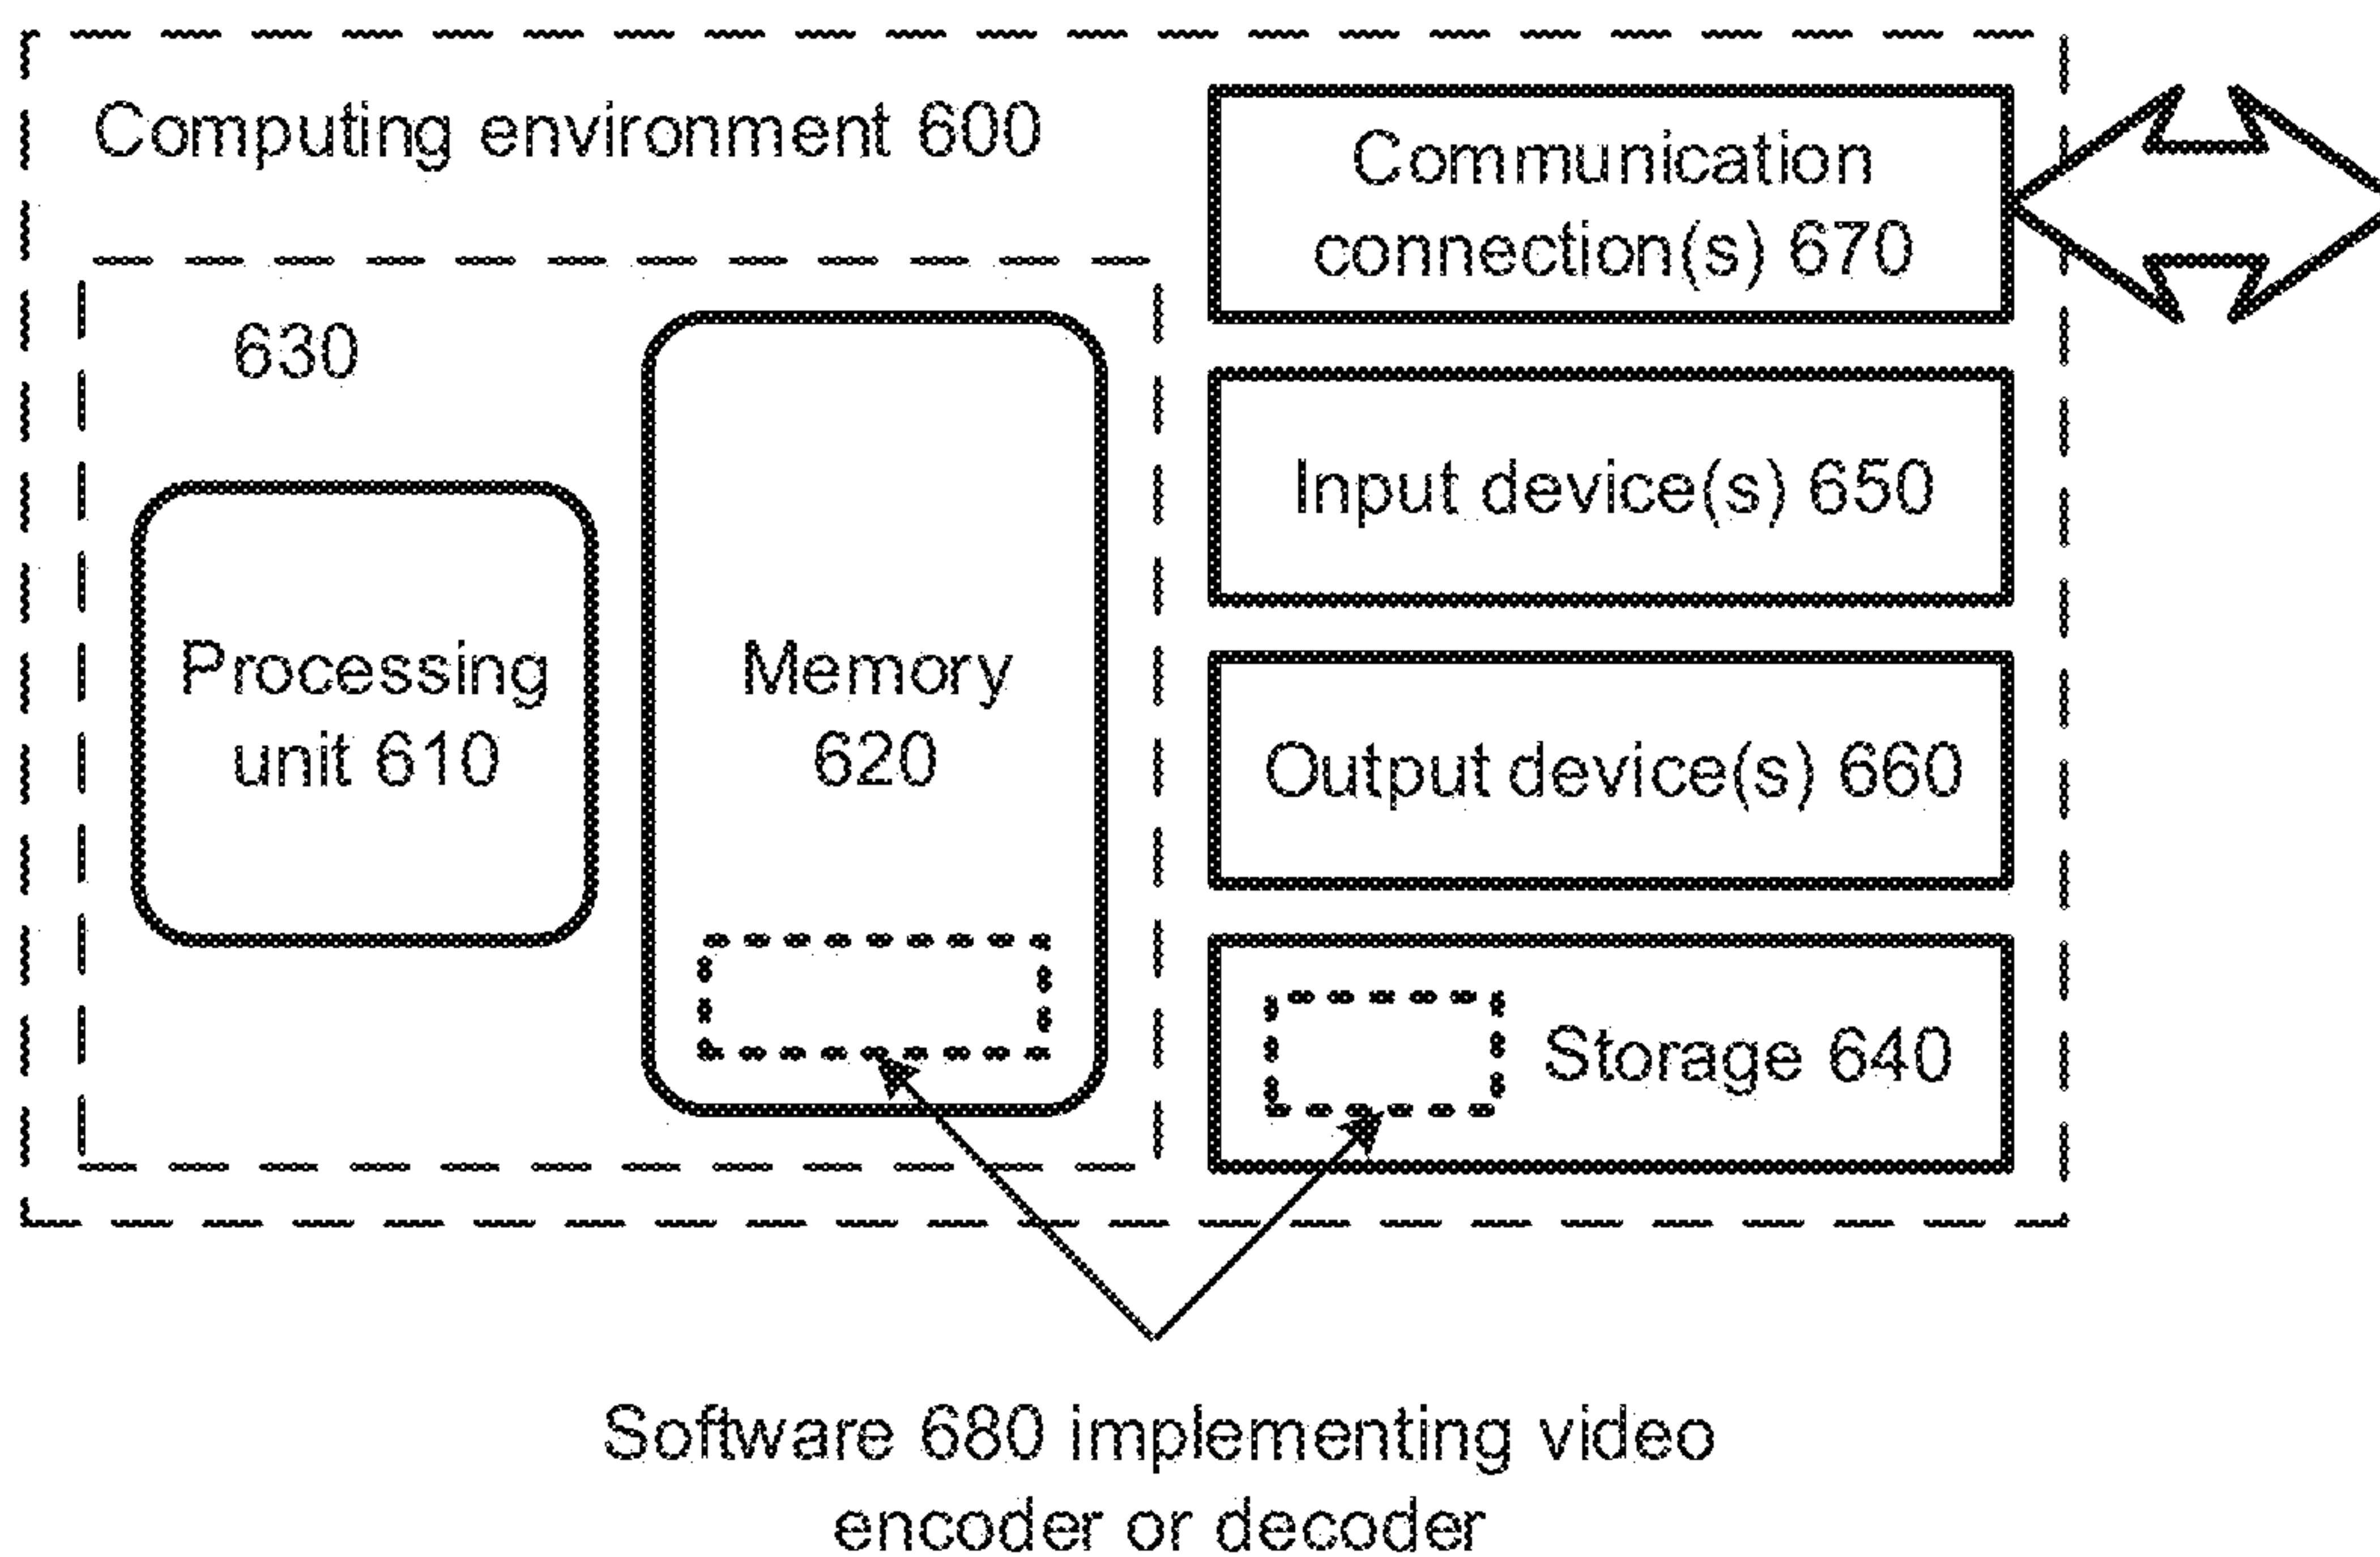 Computing environment 600
630
Processing
unit 610
Memory
620
Communication
connection(s) 670
Input device(s) 650
Output device(s) 660
Storage 640
Software 680 implementing video
encoder or decoder